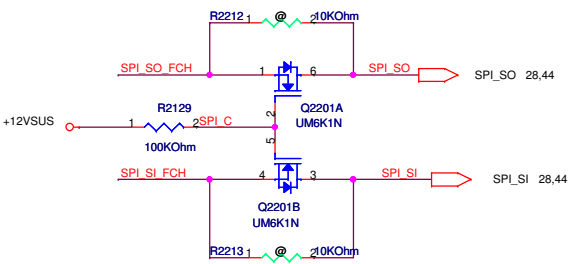 R2212 1 @ 2 10KOhm
SPI_SO_FCH 1 6 SPI_SO SPI_SO 28,44
2 Q2201A
UM6K1N
+12VSUS 1 R2129 2 SPI_C
100KOhm
5
SPI_SI_FCH 4 3 SPI_SI SPI_SI 28,44
Q2201B
UM6K1N
R2213 1 @ 2 10KOhm